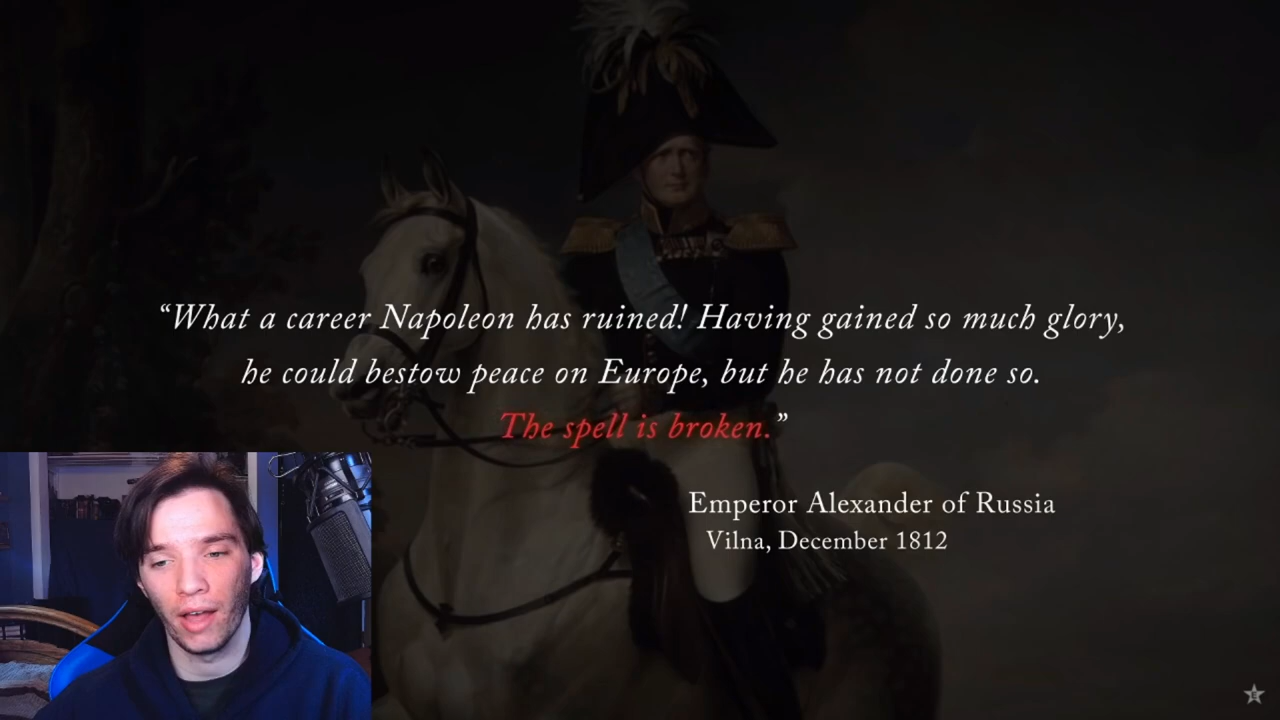 “What a career Napoleon has ruined! Having gained so much glory,
he could bestow peace on Europe, but he has not done so.
The spell is broken.”
Emperor Alexander of Russia
Vilna, December 1812